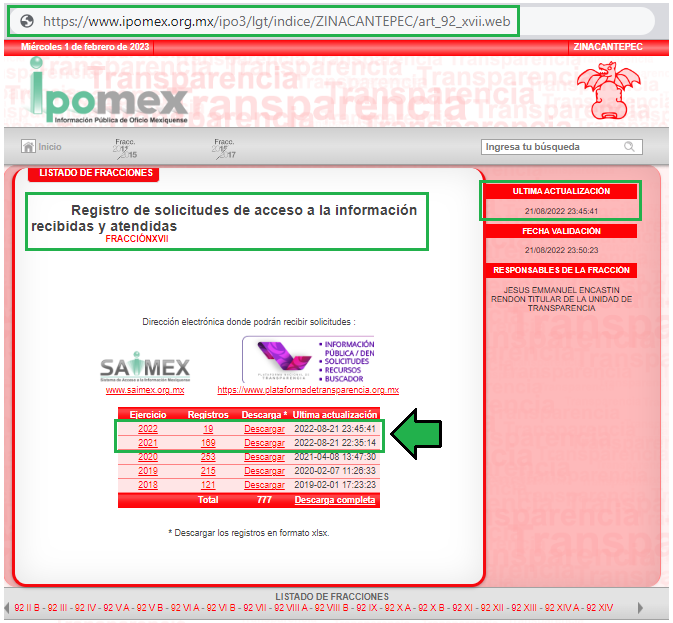 https://www.ipomex.org.mx/ipo3/lgt/indice/ZINACANTEPEC/art_92_xvii.web
Miércoles 1 de febrero de 2023
ZINACANTEPEC
ipomex
Información Pública de Oficio Mexiquense
Transparencia
Inicio
Fracc.
Fracc.
Ingresa tu búsqueda
LISTADO DE FRACCIONES
Registro de solicitudes de acceso a la información
recibidas y atendidas
FRACCIÓNXVII
ULTIMA ACTUALIZACIÓN
21/08/2022 23:45:41
FECHA VALIDACIÓN
21/08/2022 23:50:23
RESPONSABLES DE LA FRACCIÓN
JESUS EMMANUEL ENCASTIN
RENDON TITULAR DE LA UNIDAD DE
TRANSPARENCIA
Dirección electrónica donde podrán recibir solicitudes :
SAIMEX
Sistema de Acceso a la Información Mexiquense
www.saimex.org.mx
INFORMACIÓN
PÚBLICA / DEN
SOLICITUDES
RECURSOS
BUSCADOR
https://www.plataformadetransparencia.org.mx
Ejercicio Registros Descarga * Ultima actualización
2022 19 Descargar 2022-08-21 23:45:41
2021 169 Descargar 2022-08-21 22:35:14
2020 253 Descargar 2021-04-08 13:47:30
2019 215 Descargar 2020-02-07 11:26:33
2018 121 Descargar 2019-02-01 17:23:23
Total 777 Descarga completa
* Descargar los registros en formato xlsx.
LISTADO DE FRACCIONES
92 II B - 92 III - 92 IV - 92 V A - 92 V B - 92 VI A - 92 VI B - 92 VII - 92 VIII A - 92 VIII B - 92 IX - 92 X A - 92 X B - 92 XI - 92 XII - 92 XIII - 92 XIV A - 92 XIV